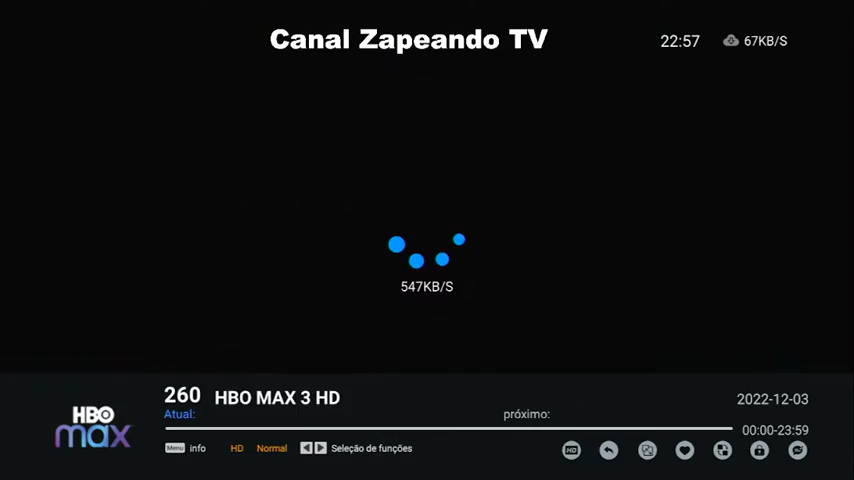 Canal Zapeando TV
22:57
67KB/S
547KB/S
HBO
max
260 HBO MAX 3 HD
2022-12-03
Atual:
próximo:
00:00-23:59
Menu info HD Normal Seleção de funções
HD